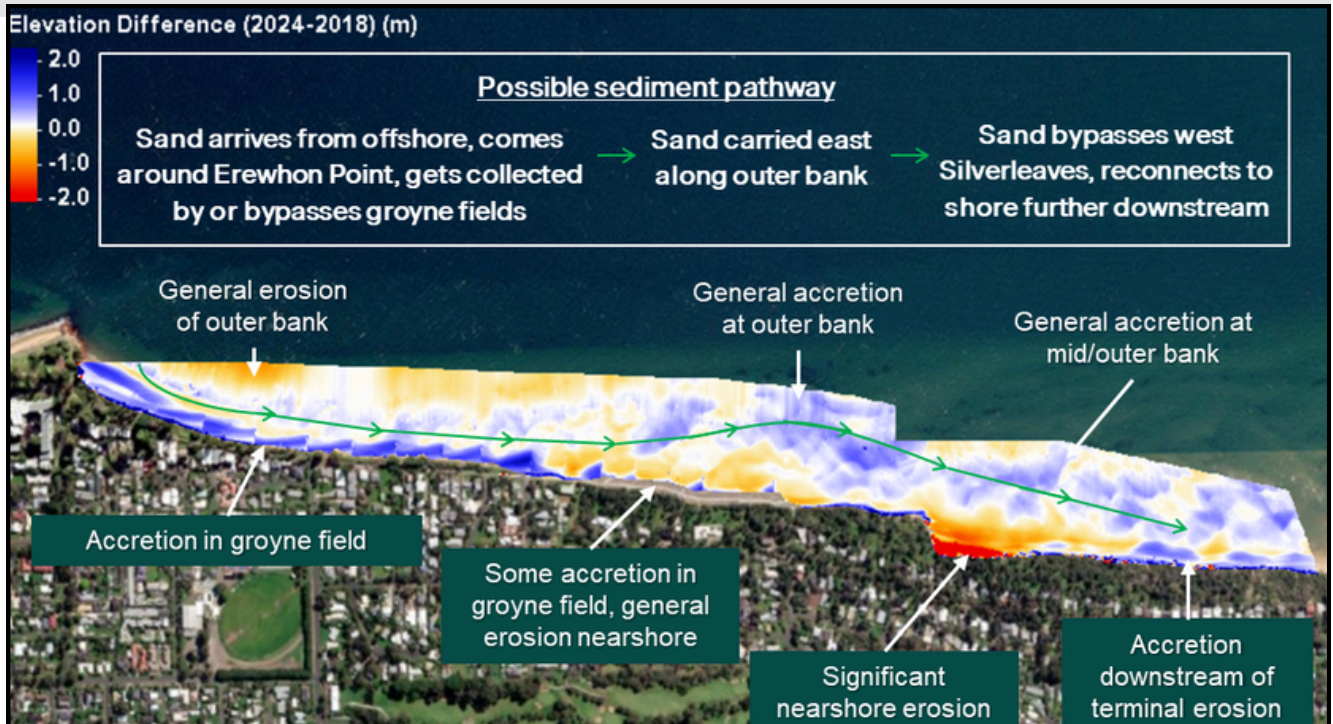 Elevation Difference (2024-2018) (m)
2.0
1.0
0.0
-1.0
-2.0
Possible sediment pathway
Sand arrives from offshore, comes
around Erewhon Point, gets collected
by or bypasses groyne fields
Sand carried east
along outer bank
Sand bypasses west
Silverleaves, reconnects to
shore further downstream
General erosion
of outer bank
General accretion
at outer bank
General accretion at
mid/outer bank
Accretion in groyne field
Some accretion in
groyne field, general
erosion nearshore
Significant
nearshore erosion
Accretion
downstream of
terminal erosion